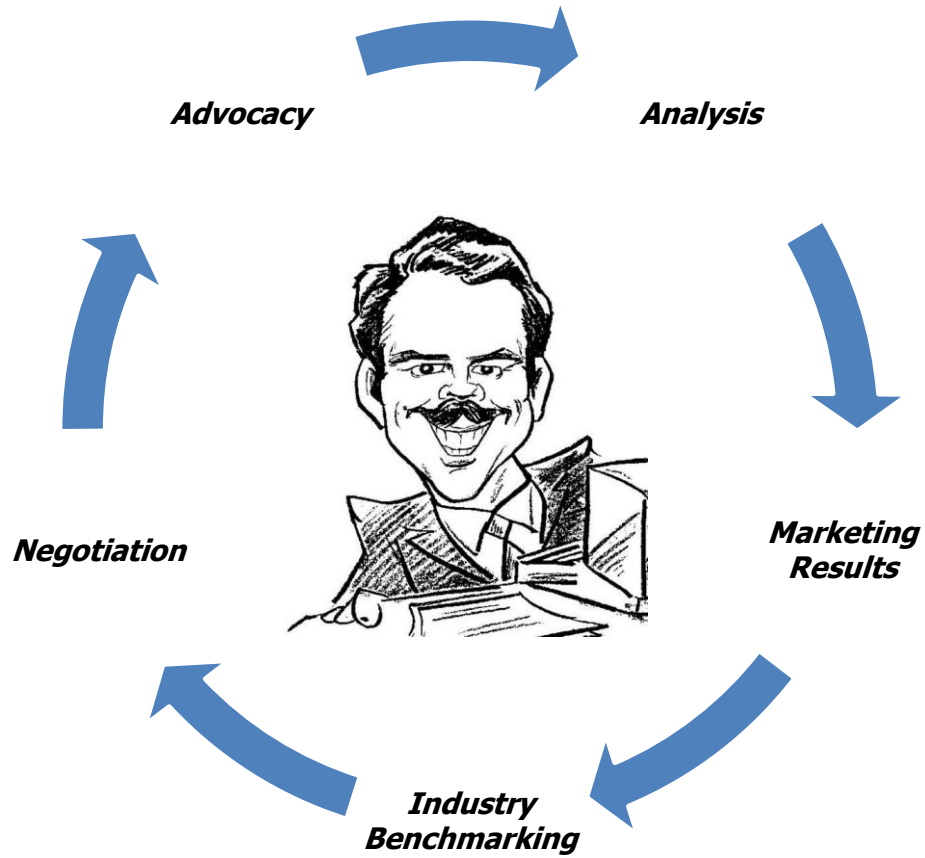 Advocacy
Analysis
Marketing
Results
Industry
Benchmarking
Negotiation